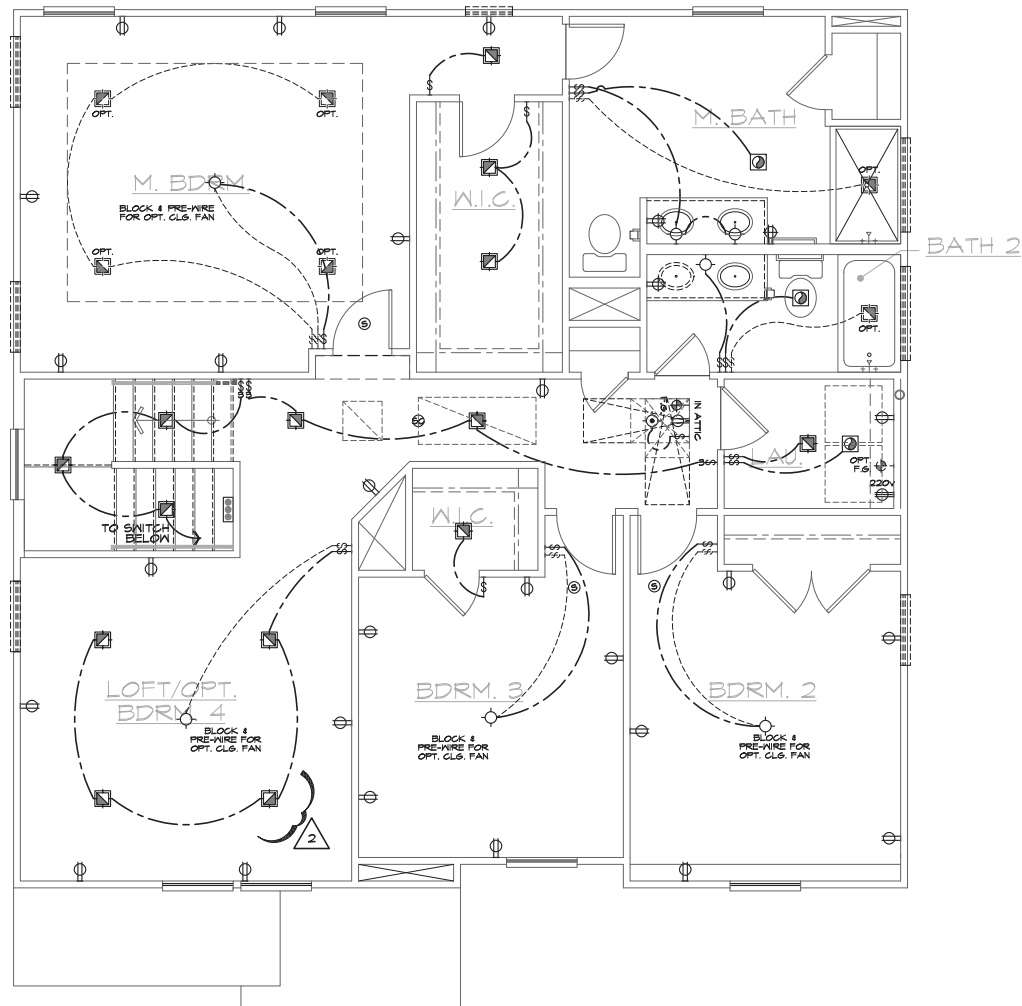 OPT.
OPT.
M. BATH
OPT.
M. BDRM.
BLOCK & PRE-WIRE
FOR OPT. CLG. FAN
W.I.C.
OPT.
OPT.
BATH 2
S
OPT.
F.G.
IN ATTIC
LAU.
OPT.
F.G.
220V
3
TO SWITCH
BELOW
W.I.C.
S
S
LOFT/OPT.
BDRM. 4
BLOCK &
PRE-WIRE FOR
OPT. CLG. FAN
BDRM. 3
BLOCK &
PRE-WIRE FOR
OPT. CLG. FAN
BDRM. 2
BLOCK &
PRE-WIRE FOR
OPT. CLG. FAN
2